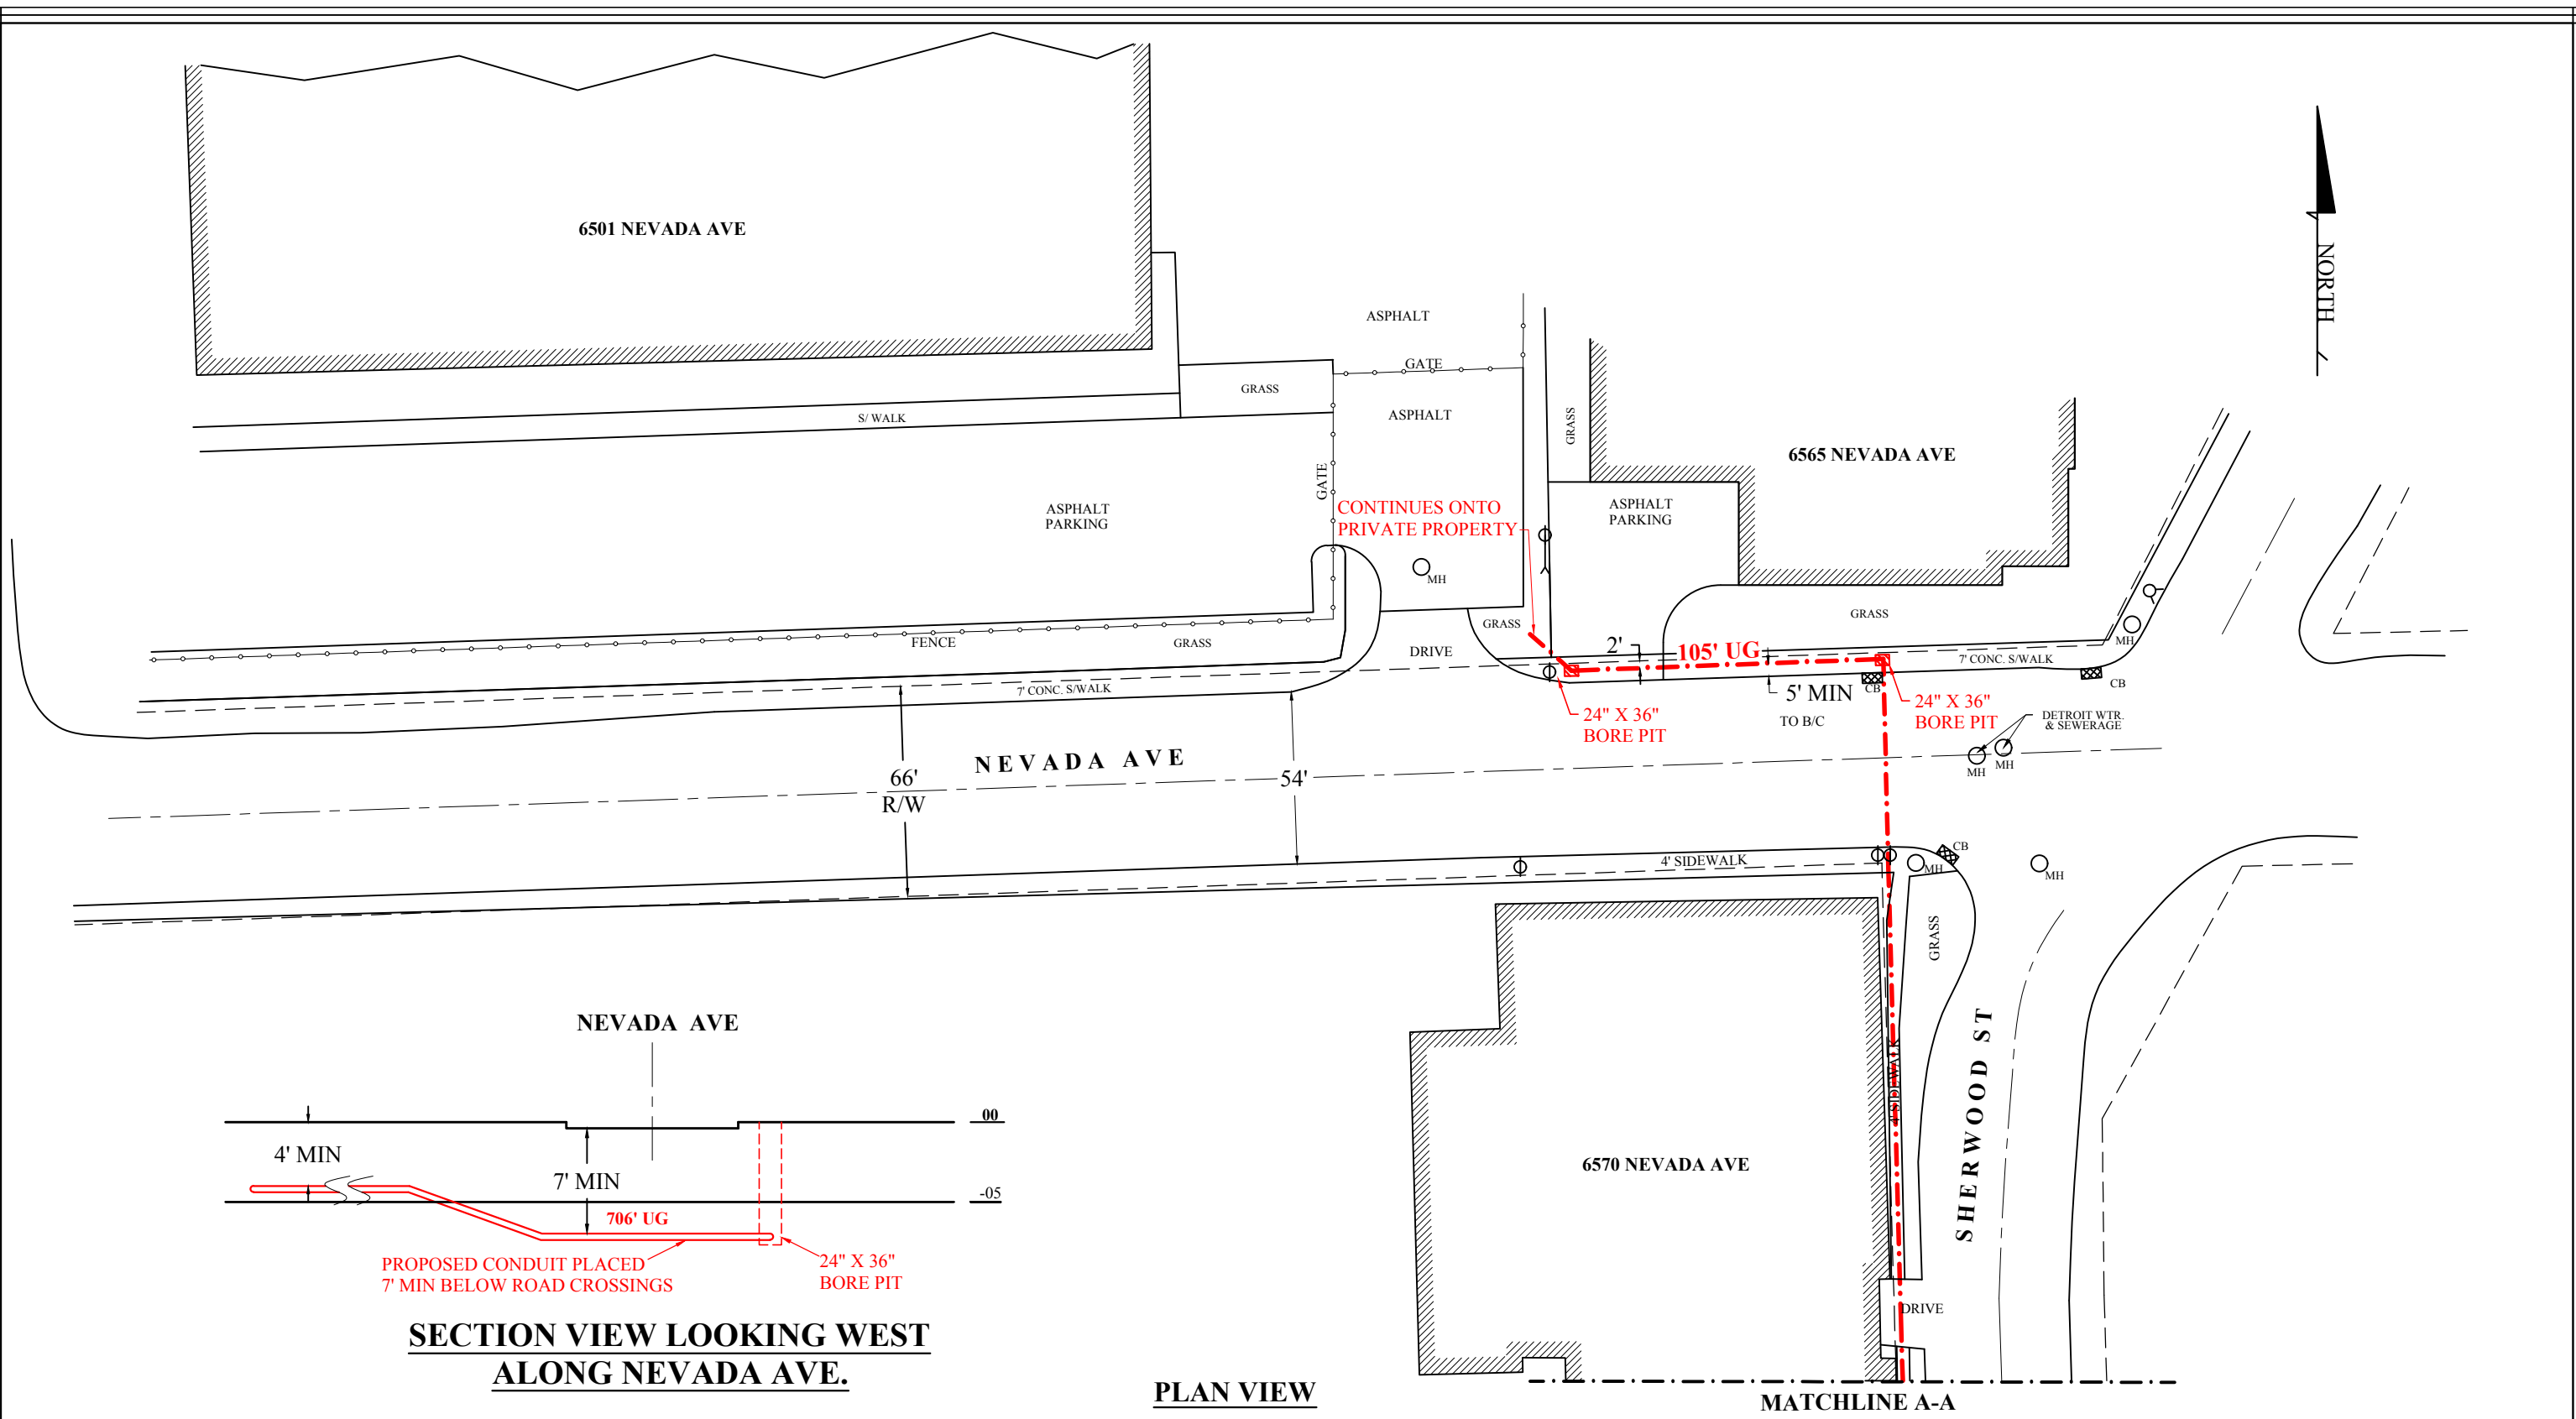 6501 NEVADA AVE
NORTH
ASPHALT
GATE
GRASS
ASPHALT
S/ WALK
GRASS
6565 NEVADA AVE
GATE
CONTINUES ONTO
PRIVATE PROPERTY
ASPHALT
PARKING
ASPHALT
PARKING
MH
GRASS
GRASS
MH
FENCE
GRASS
DRIVE
2'
105' UG
7' CONC. S/WALK
7' CONC. S/WALK
5' MIN
TO B/C
CB
CB
24" X 36"
BORE PIT
24" X 36"
BORE PIT
DETROIT WTR.
& SEWERAGE
MH
MH
NEVADA AVE
66'
R/W
54'
4' SIDEWALK
CB
MH
MH
GRASS
4' SIDEWALK
SHERWOOD ST
6570 NEVADA AVE
DRIVE
NEVADA AVE
00
4' MIN
7' MIN
-05
706' UG
PROPOSED CONDUIT PLACED
7' MIN BELOW ROAD CROSSINGS
24" X 36"
BORE PIT
SECTION VIEW LOOKING WEST
ALONG NEVADA AVE.
PLAN VIEW
MATCHLINE A-A